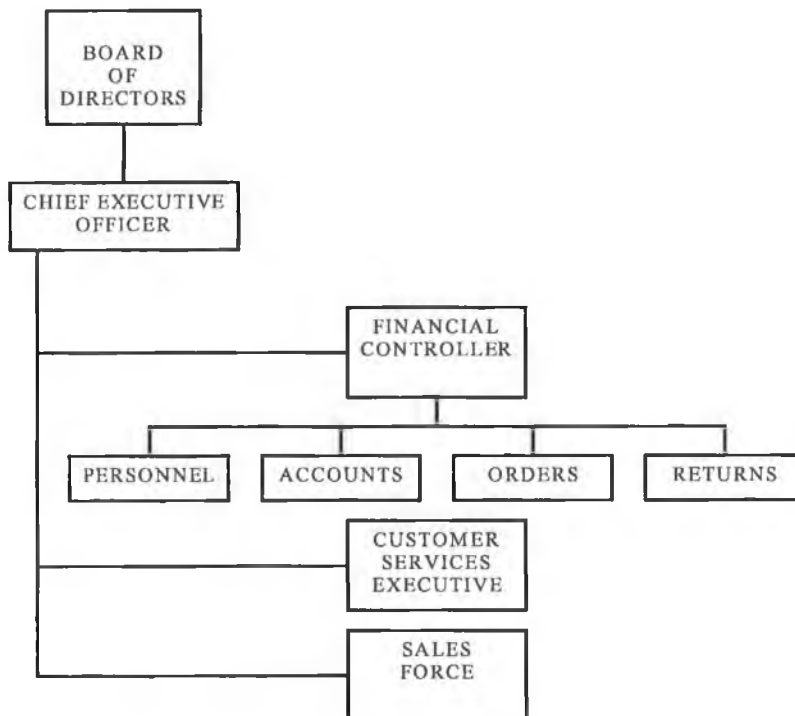 BOARD
OF
DIRECTORS
CHIEF EXECUTIVE
OFFICER
FINANCIAL
CONTROLLER
PERSONNEL
ACCOUNTS
ORDERS
RETURNS
CUSTOMER
SERVICES
EXECUTIVE
SALES
FORCE